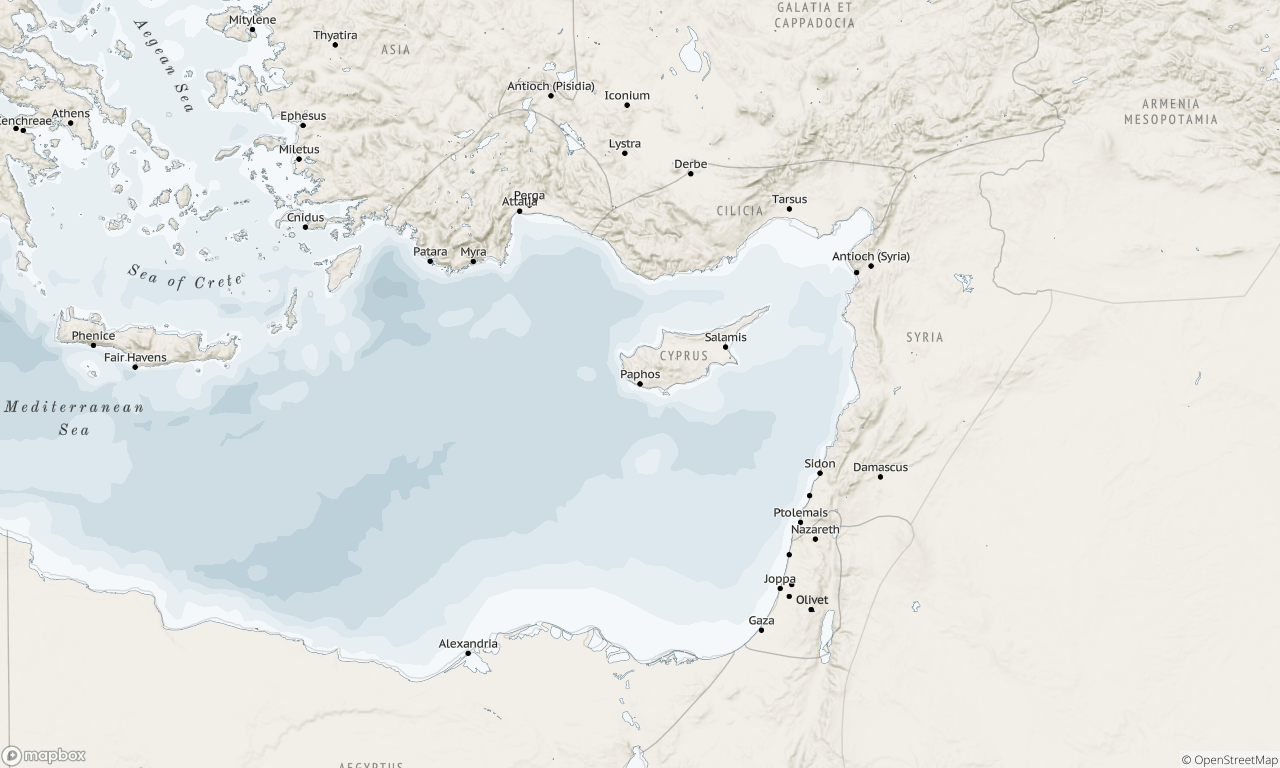 GALATIA ET
CAPPADOCIA
Mitylene
Thyatira
ASIA
Aegean Sea
Antioch (Pisidia)
Iconium
ARMENIA
MESOPOTAMIA
Athens
enchreae
Ephesus
Lystra
Miletus
Derbe
Perga
Attalia
Tarsus
CILICIA
Cnidus
Patara
Myra
Antioch (Syria)
Sea of Crete
Phenice
Fair Havens
Salamis
CYPRUS
SYRIA
Paphos
Mediterranean
Sea
Sidon
Damascus
Ptolemais
Nazareth
Joppa
Olivet
Gaza
Alexandria
AEGYPTUS
mapbox
© OpenStreetMap